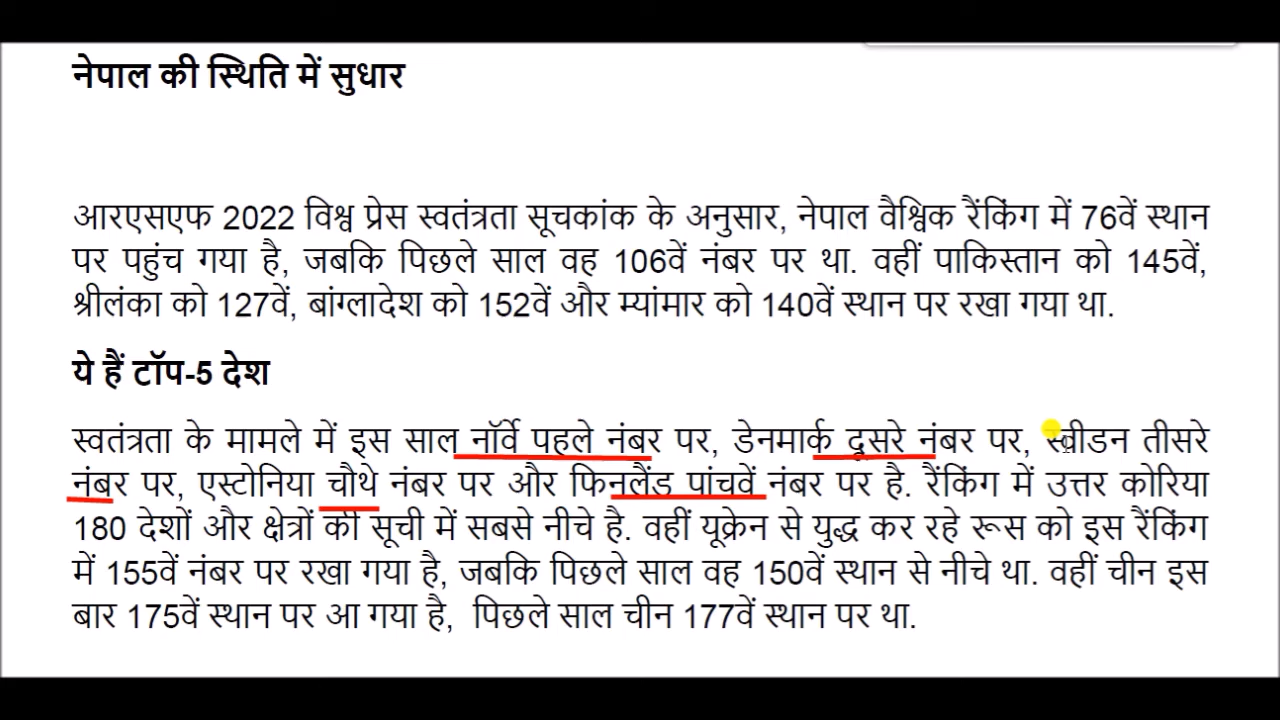 नेपाल की स्थिति में सुधार
आरएसएफ 2022 विश्व प्रेस स्वतंत्रता सूचकांक के अनुसार, नेपाल वैश्विक रैंकिंग में 76वें स्थान
पर पहुंच गया है, जबकि पिछले साल वह 106वें नंबर पर था. वहीं पाकिस्तान को 145वें,
श्रीलंका को 127वें, बांग्लादेश को 152वें और म्यांमार को 140वें स्थान पर रखा गया था.
ये हैं टॉप-5 देश
स्वतंत्रता के मामले में इस साल नॉर्वे पहले नंबर पर, डेनमार्क दूसरे नंबर पर, स्वीडन तीसरे
नंबर पर, एस्टोनिया चौथे नंबर पर और फिनलैंड पांचवें नंबर पर है. रैंकिंग में उत्तर कोरिया
180 देशों और क्षेत्रों की सूची में सबसे नीचे है. वहीं यूक्रेन से युद्ध कर रहे रूस को इस रैंकिंग
में 155वें नंबर पर रखा गया है, जबकि पिछले साल वह 150वें स्थान से नीचे था. वहीं चीन इस
बार 175वें स्थान पर आ गया है, पिछले साल चीन 177वें स्थान पर था.